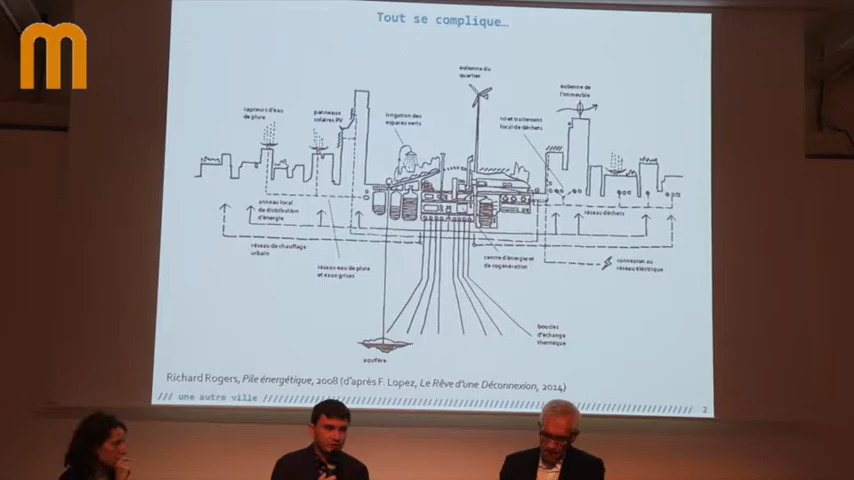 m
Tout se complique…
éolienne du
quartier
éolienne de
l'immeuble
capteurs d'eau
de pluie
panneaux
solaires PV
irrigation des
espaces verts
tri et traitement
local de déchets
anneau local
de distribution
d'énergie
réseau déchets
réseau de chauffage
urbain
réseau eau de pluie
et eaux grises
centre d'énergie et
de cogénération
connexion au
réseau électrique
boucles
d'échange
thermique
aquifère
Richard Rogers, Pile énergétique, 2008 (d'après F. Lopez, Le Rêve d'une Déconnexion, 2014)
une autre ville
2